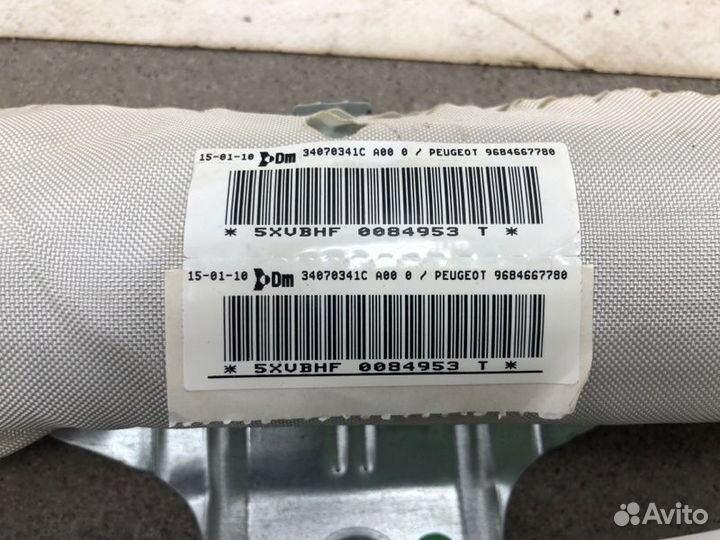 15-01-10 Dm 34070341C A00 0 / PEUGEOT 9684667780
* 5XVBHF 0084953 T *
15-01-10 Dm 34070341C A00 0 / PEUGEOT 9684667780
* 5XVBHF 0084953 T *
Avito